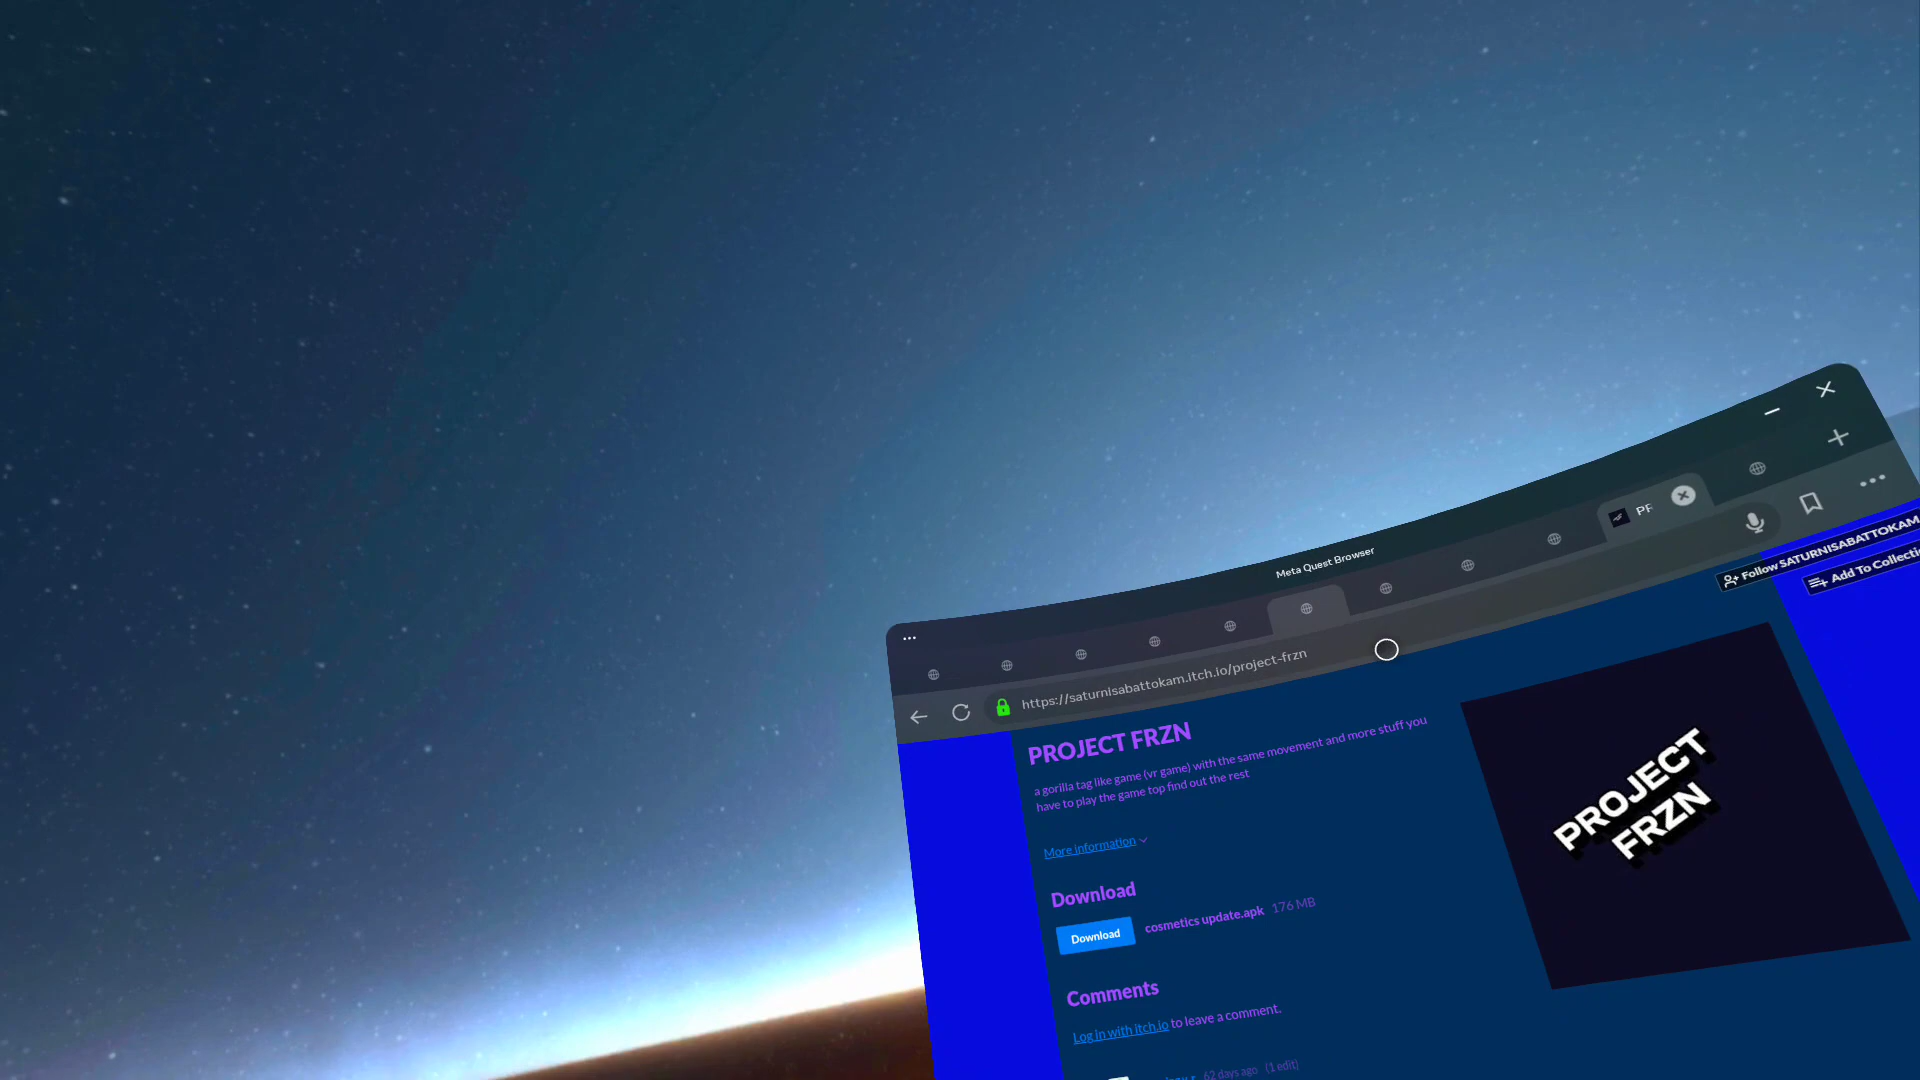 Meta Quest Browser
PR
https://saturnisabattokam.itch.io/project-frzn
Follow SATURNISABATTOKAM
Add To Collectio
PROJECT FRZN
a gorilla tag like game (vr game) with the same movement and more stuff you
have to play the game top find out the rest
More information
Download
Download cosmetics update.apk 176 MB
Comments
Log in with itch.io to leave a comment.
62 days ago (1 edit)
PROJECT
FRZN